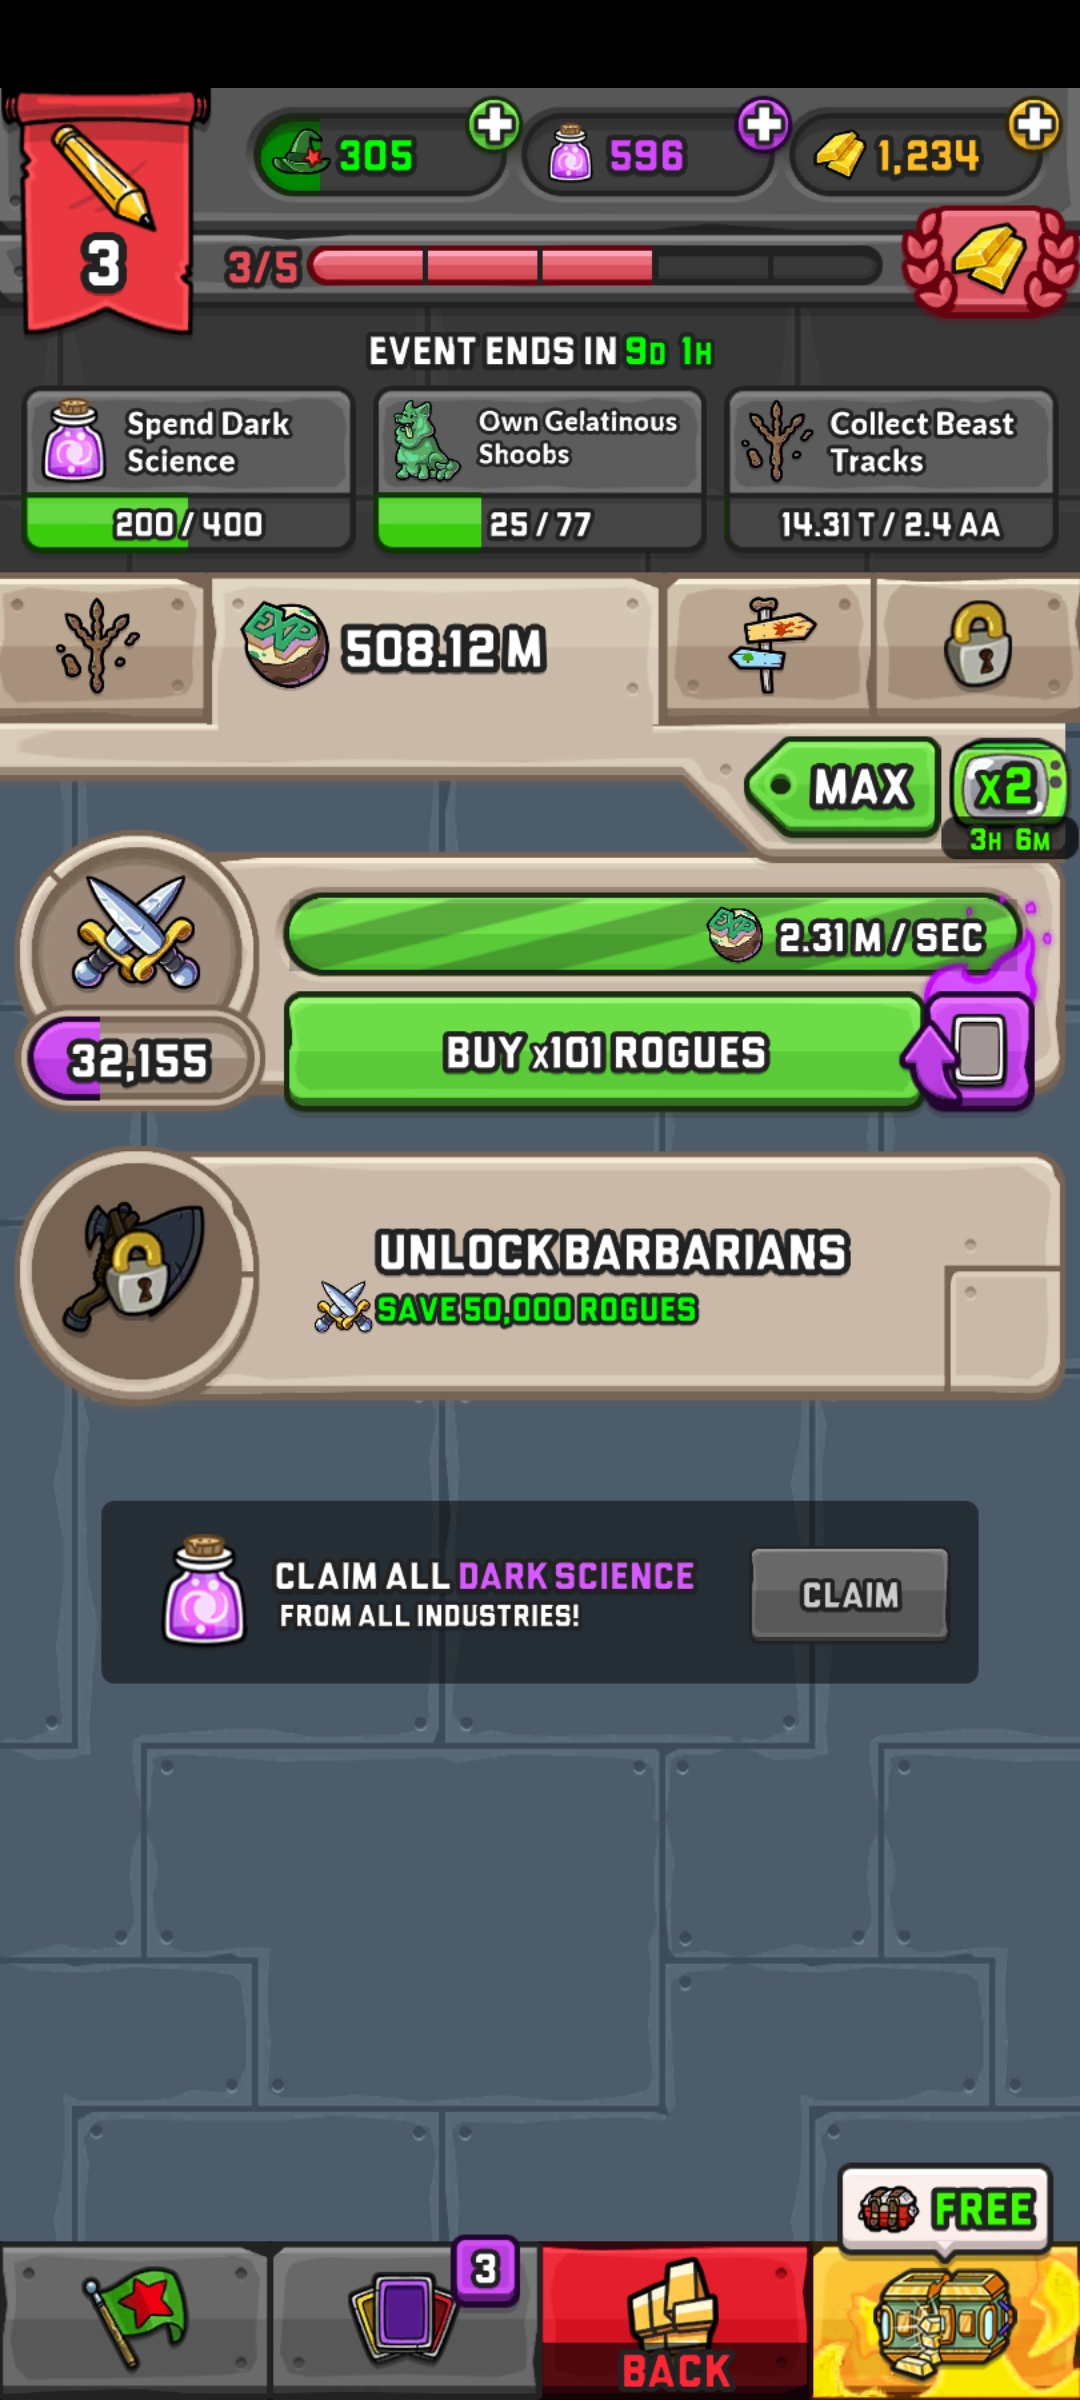 305
596
1,234
3
3/5
EVENT ENDS IN 9D 1H
Spend Dark
Science
200 / 400
Own Gelatinous
Shoobs
25 / 77
Collect Beast
Tracks
14.31 T / 2.4 AA
EXP
508.12 M
MAX
x2
3H 6M
EXP
2.31 M / SEC
32,155
BUY x101 ROGUES
UNLOCK BARBARIANS
SAVE 50,000 ROGUES
CLAIM ALL DARK SCIENCE
FROM ALL INDUSTRIES!
CLAIM
FREE
3
BACK